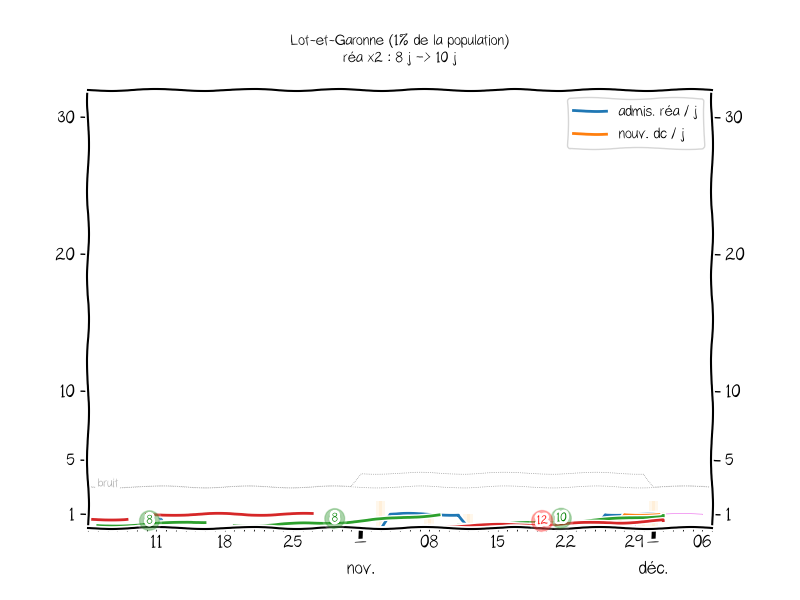 Lot-et-Garonne (1% de la population)
réa x2 : 8 j -> 10 j
admis. réa / j
nouv. dc / j
30 30
20 20
10 10
5 5
bruit
1 1
8 8 12 10
11 18 25 08 15 22 29 06
nov. déc.